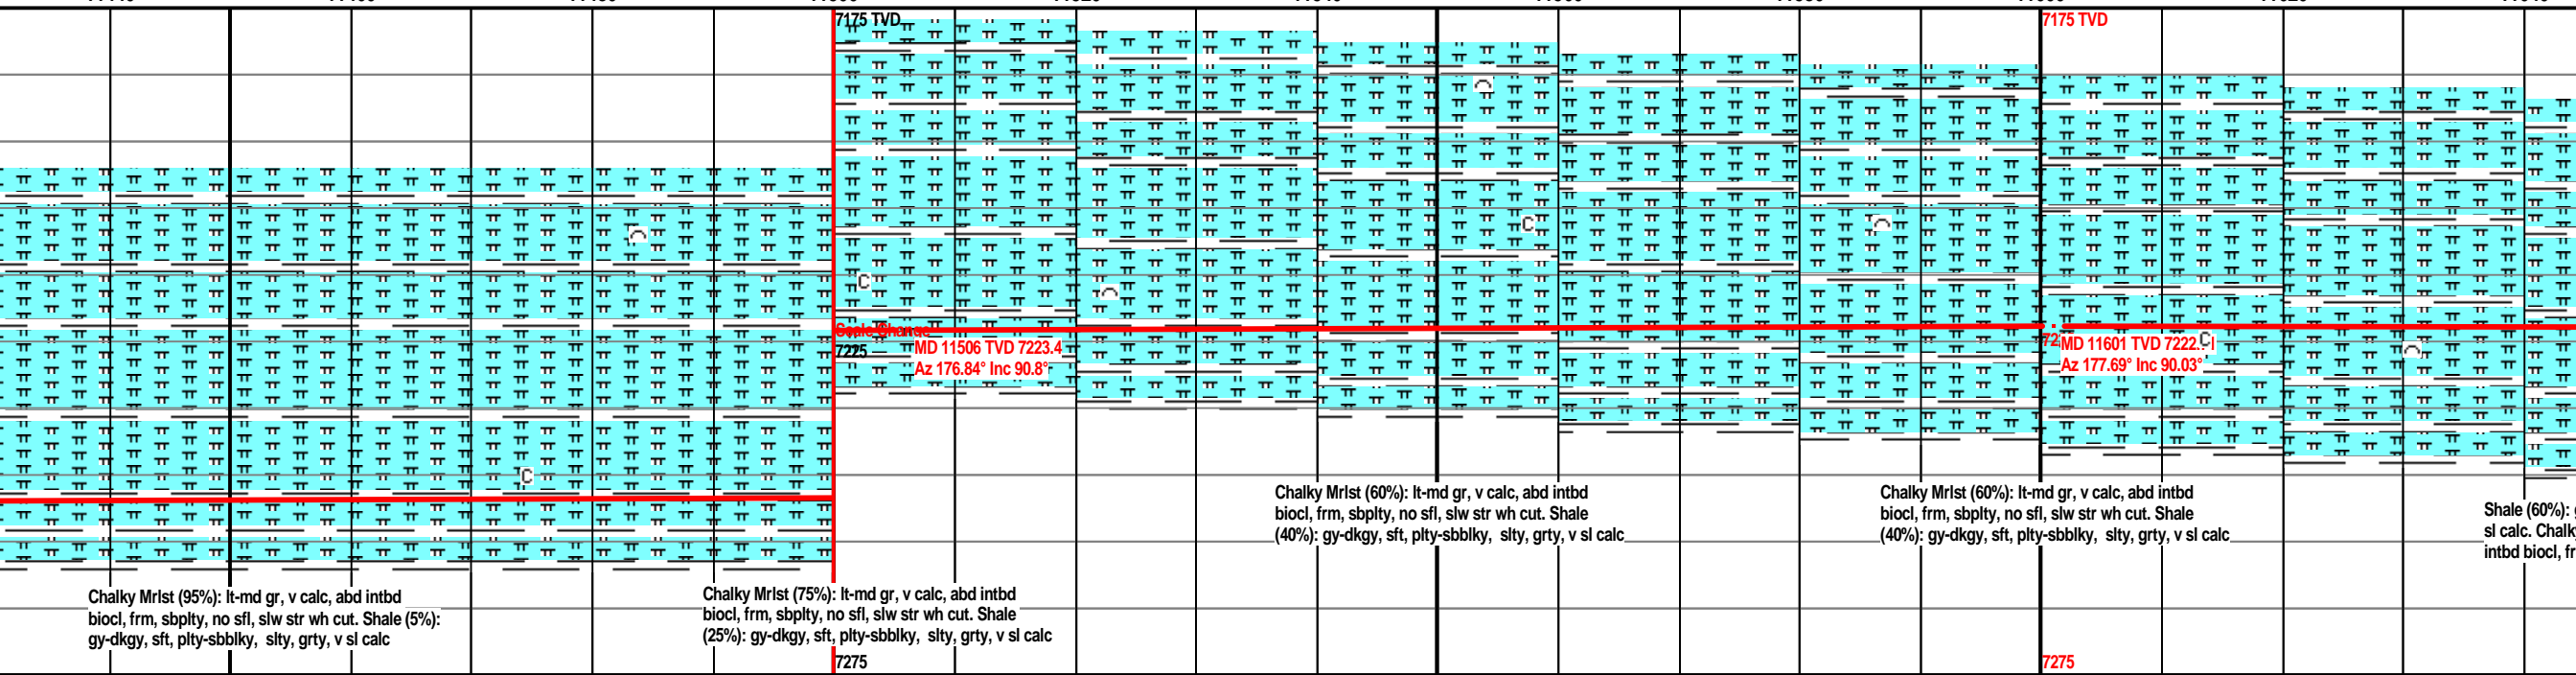 7175 TVD
7175 TVD
C
C
C
C
Scale Change
7225
MD 11506 TVD 7223.4
Az 176.84° Inc 90.8°
MD 11601 TVD 7222.
Az 177.69° Inc 90.03°
Chalky Mrlst (95%): lt-md gr, v calc, abd intbd
biocl, frm, sbplty, no sfl, slw str wh cut. Shale (5%):
gy-dkgy, sft, plty-sbblky, slty, grty, v sl calc
Chalky Mrlst (75%): lt-md gr, v calc, abd intbd
biocl, frm, sbplty, no sfl, slw str wh cut. Shale
(25%): gy-dkgy, sft, plty-sbblky, slty, grty, v sl calc
Chalky Mrlst (60%): lt-md gr, v calc, abd intbd
biocl, frm, sbplty, no sfl, slw str wh cut. Shale
(40%): gy-dkgy, sft, plty-sbblky, slty, grty, v sl calc
Chalky Mrlst (60%): lt-md gr, v calc, abd intbd
biocl, frm, sbplty, no sfl, slw str wh cut. Shale
(40%): gy-dkgy, sft, plty-sbblky, slty, grty, v sl calc
Shale (60%):
sl calc. Chalk
intbd biocl, fr
7275
7275